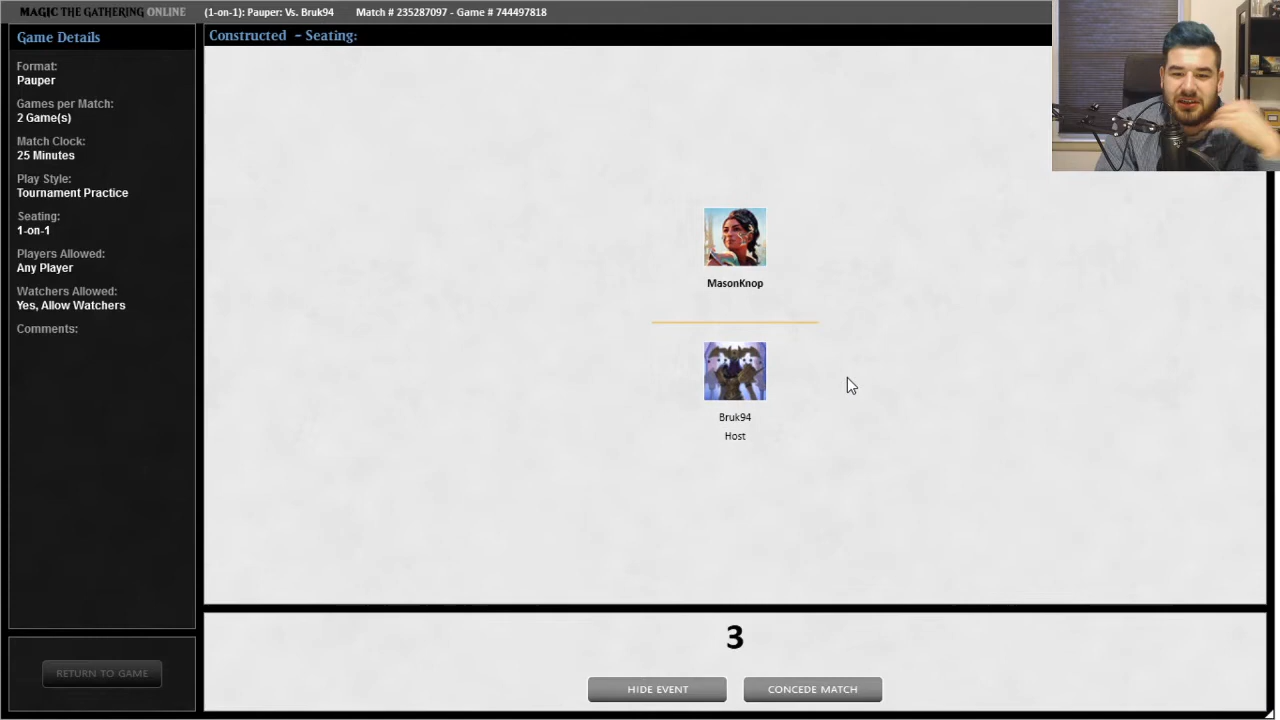 MAGIC THE GATHERING ONLINE
(1-on-1): Pauper: Vs. Bruk94 Match # 235287097 - Game # 744497818
Game Details
Format:
Pauper
Games per Match:
2 Game(s)
Match Clock:
25 Minutes
Play Style:
Tournament Practice
Seating:
1-on-1
Players Allowed:
Any Player
Watchers Allowed:
Yes, Allow Watchers
Comments:
RETURN TO GAME
Constructed - Seating:
MasonKnop
Bruk94
Host
3
HIDE EVENT
CONCEDE MATCH